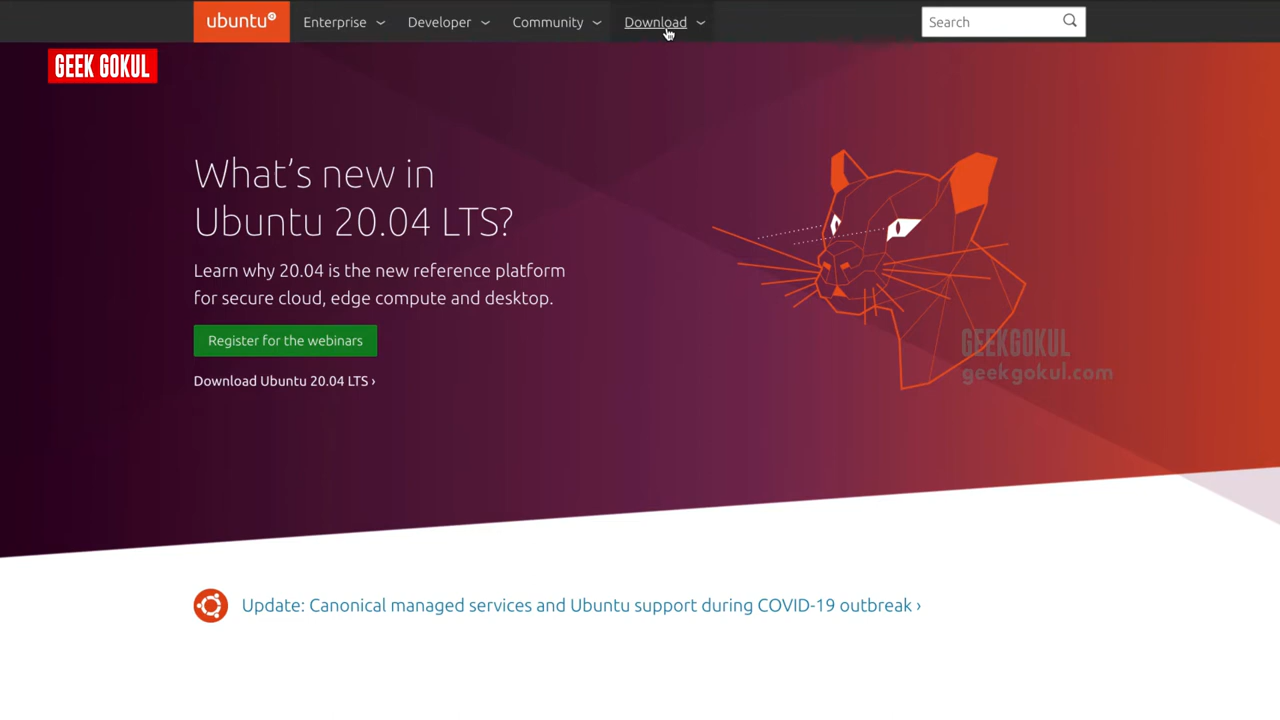 ubuntu
Enterprise
Developer
Community
Download
Search
GEEK GOKUL
What's new in
Ubuntu 20.04 LTS?
Learn why 20.04 is the new reference platform
for secure cloud, edge compute and desktop.
Register for the webinars
Download Ubuntu 20.04 LTS ›
GEEKGOKUL
geekgokul.com
Update: Canonical managed services and Ubuntu support during COVID-19 outbreak ›